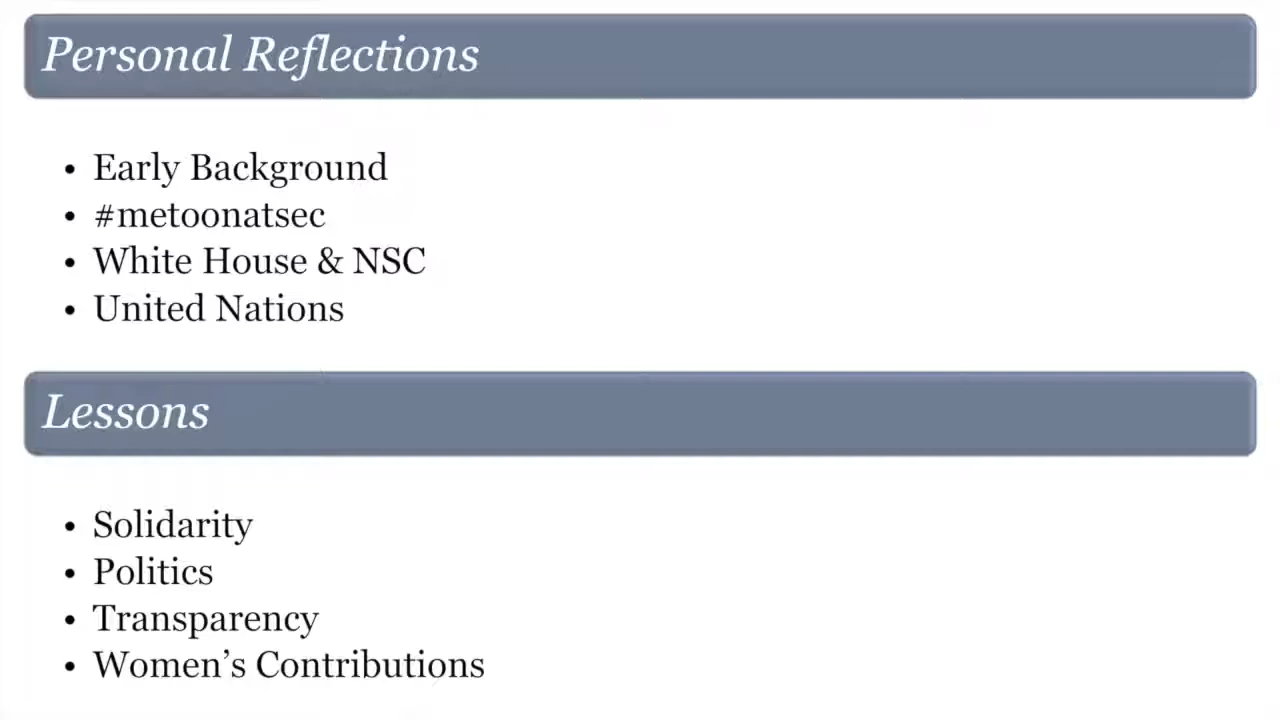 Personal Reflections
• Early Background
• #metoonatsec
• White House & NSC
• United Nations
Lessons
• Solidarity
• Politics
• Transparency
• Women’s Contributions